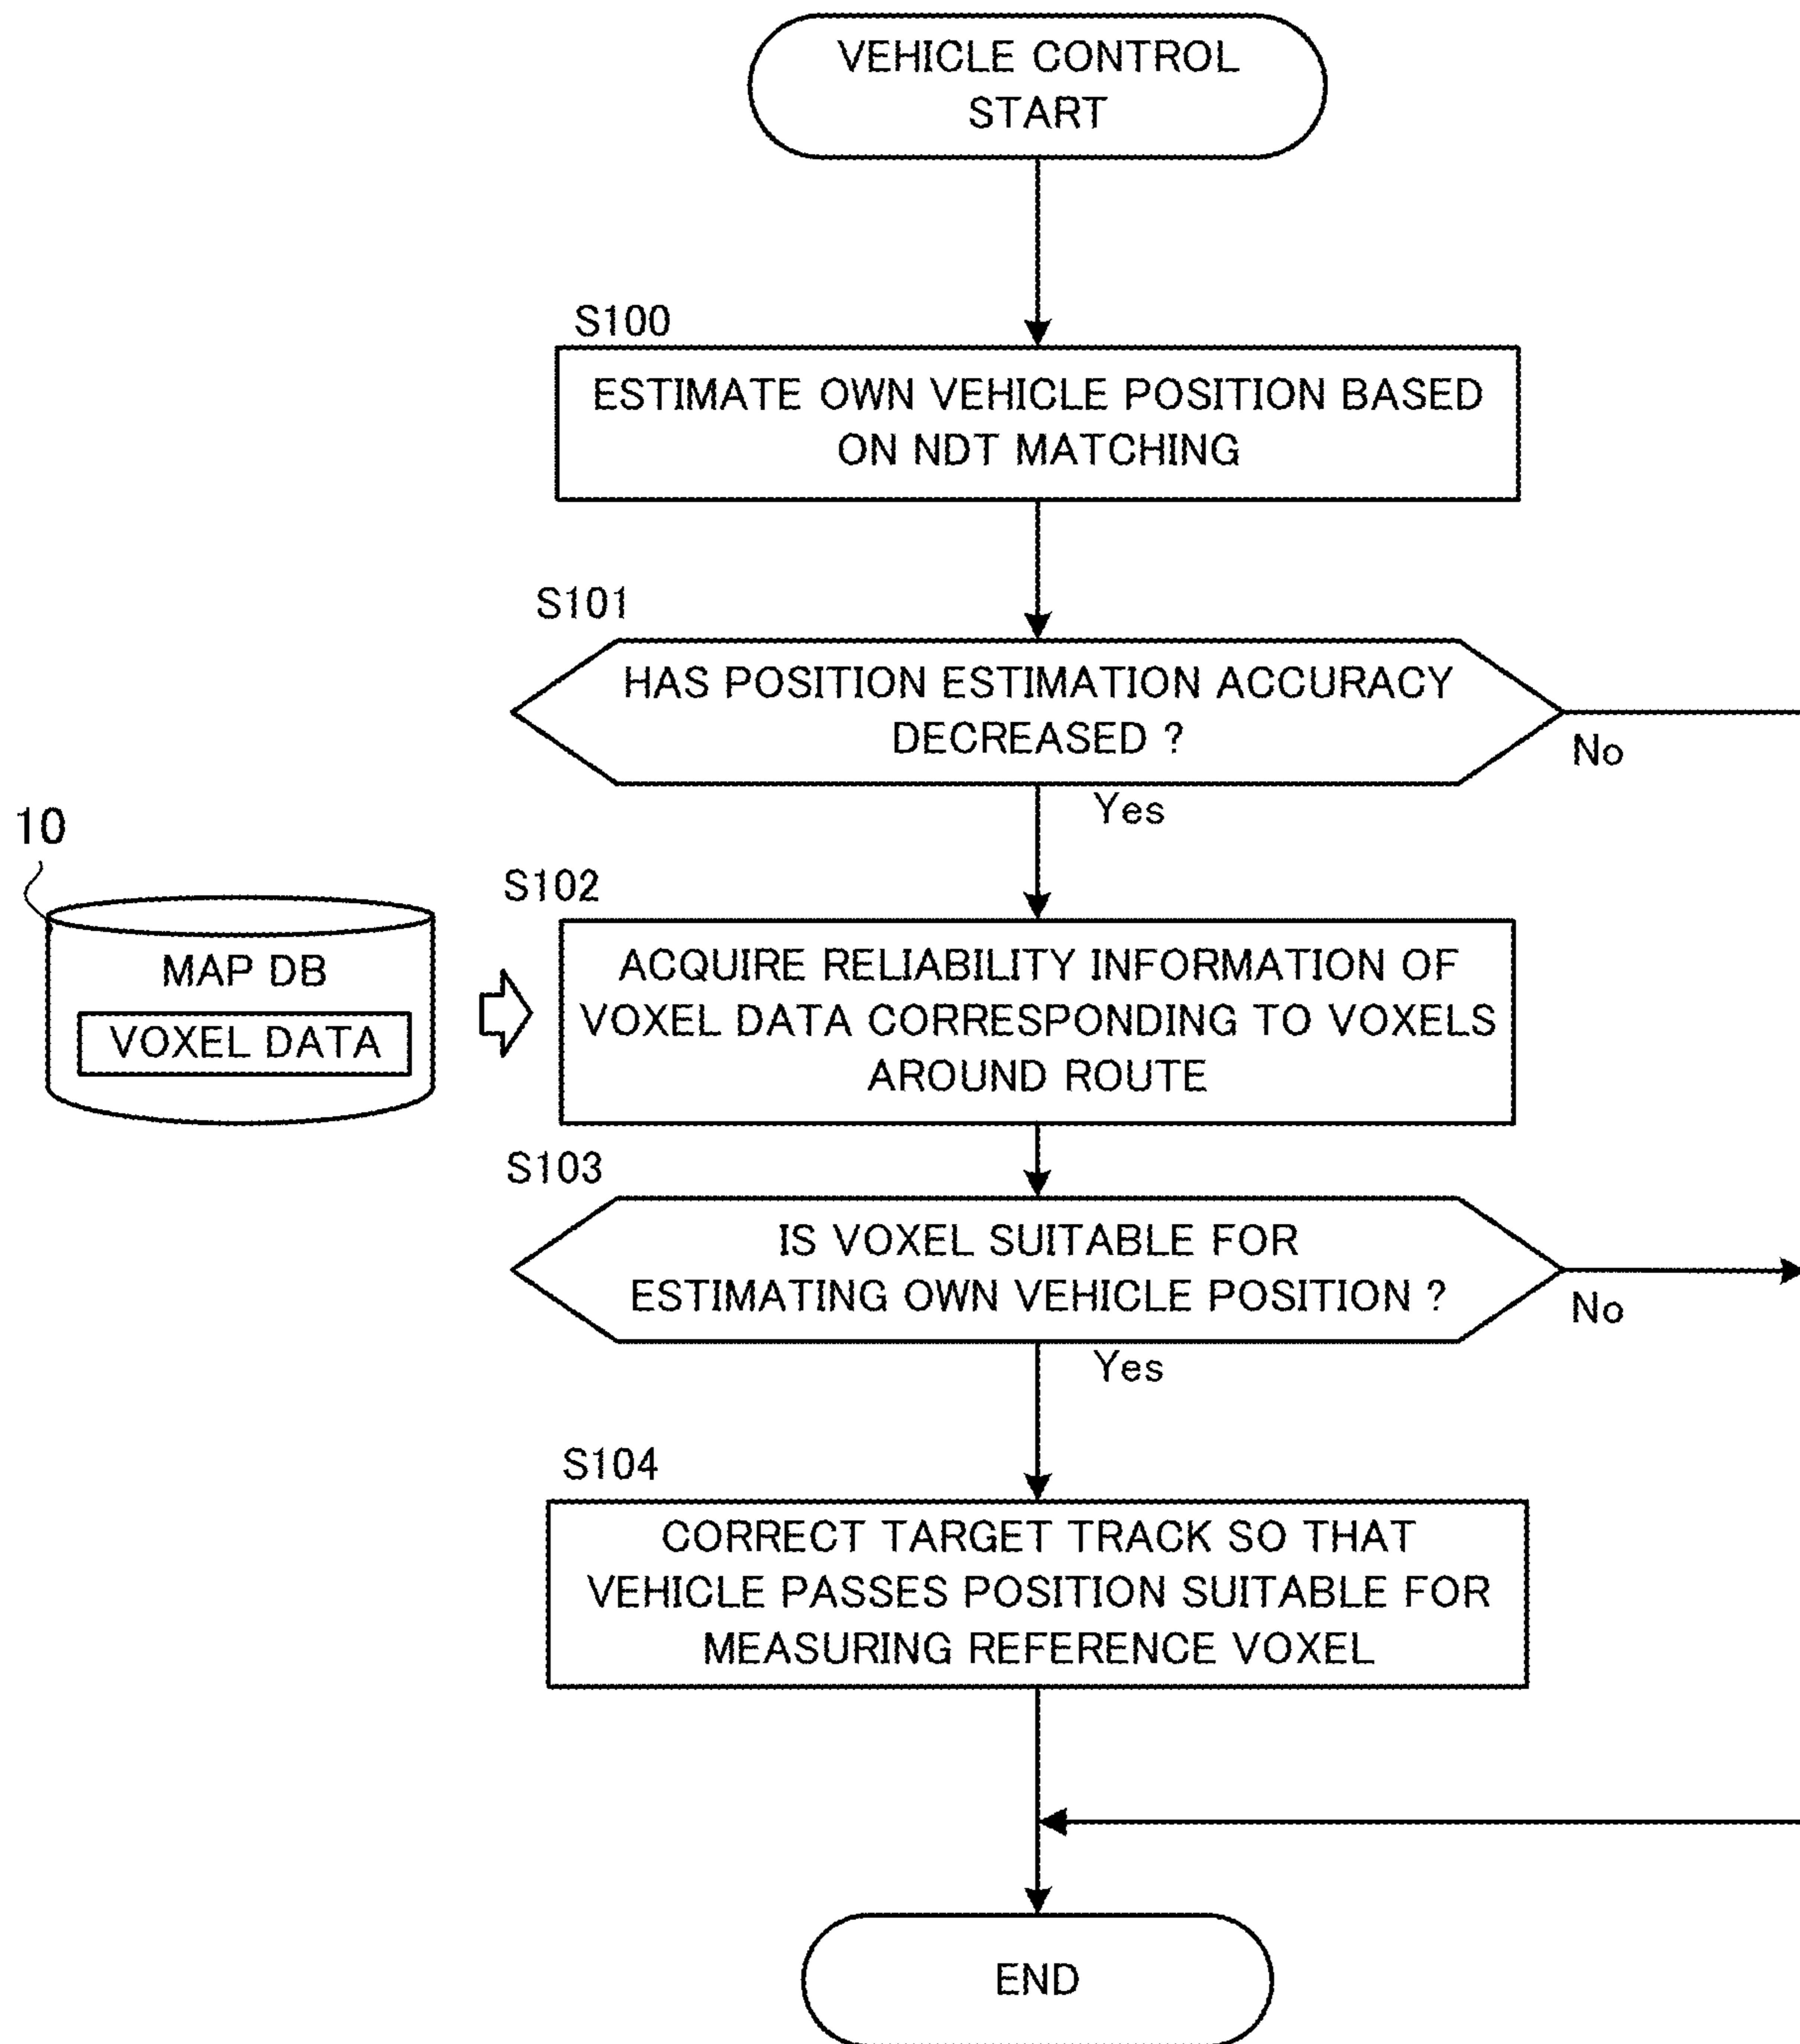 VEHICLE CONTROL
START
S100
ESTIMATE OWN VEHICLE POSITION BASED
ON NDT MATCHING
S101
HAS POSITION ESTIMATION ACCURACY
DECREASED ?
No
Yes
10
MAP DB
VOXEL DATA
S102
ACQUIRE RELIABILITY INFORMATION OF
VOXEL DATA CORRESPONDING TO VOXELS
AROUND ROUTE
S103
IS VOXEL SUITABLE FOR
ESTIMATING OWN VEHICLE POSITION ?
No
Yes
S104
CORRECT TARGET TRACK SO THAT
VEHICLE PASSES POSITION SUITABLE FOR
MEASURING REFERENCE VOXEL
END